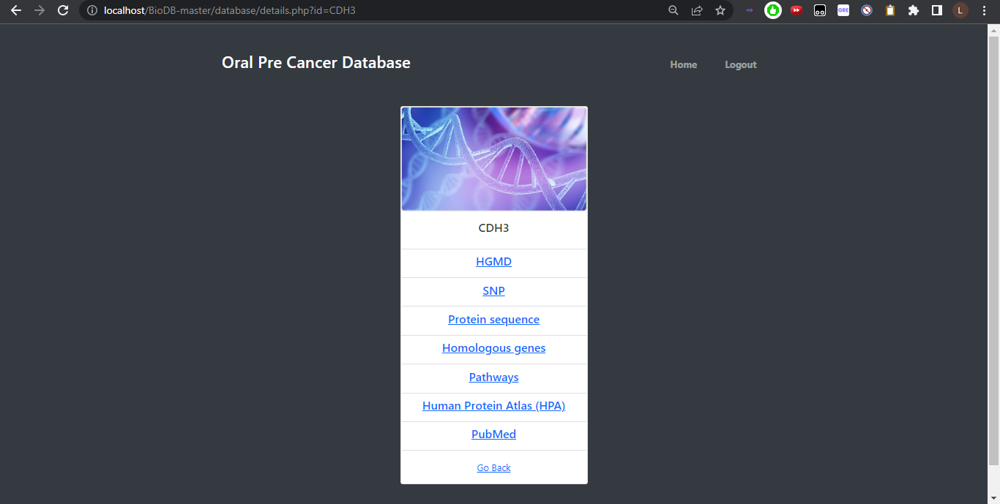 localhost/BioDB-master/database/details.php?id=CDH3
GRE
L
Oral Pre Cancer Database
Home
Logout
CDH3
HGMD
SNP
Protein sequence
Homologous genes
Pathways
Human Protein Atlas (HPA)
PubMed
Go Back